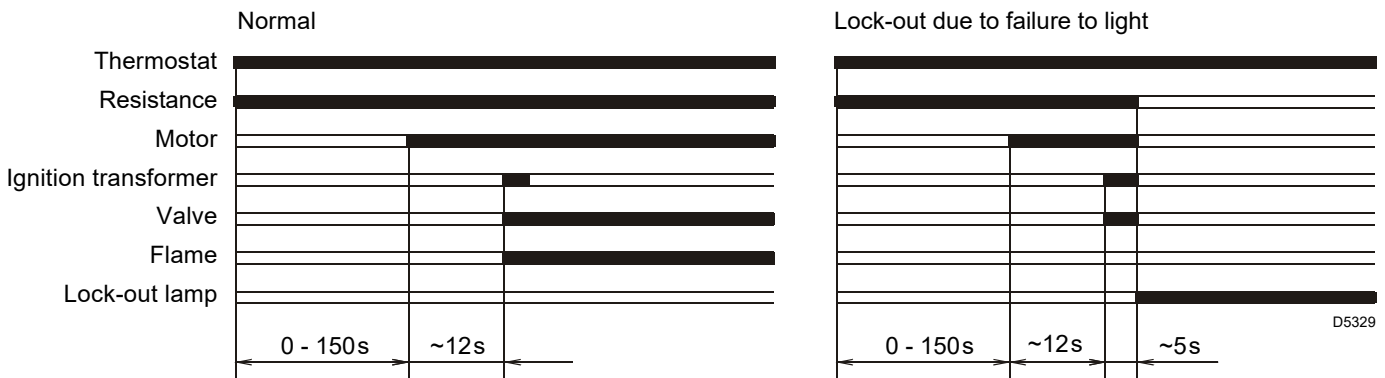 Normal
Lock-out due to failure to light
Thermostat
Resistance
Motor
Ignition transformer
Valve
Flame
Lock-out lamp
D5329
0 - 150s ~12s
0 - 150s ~12s ~5s